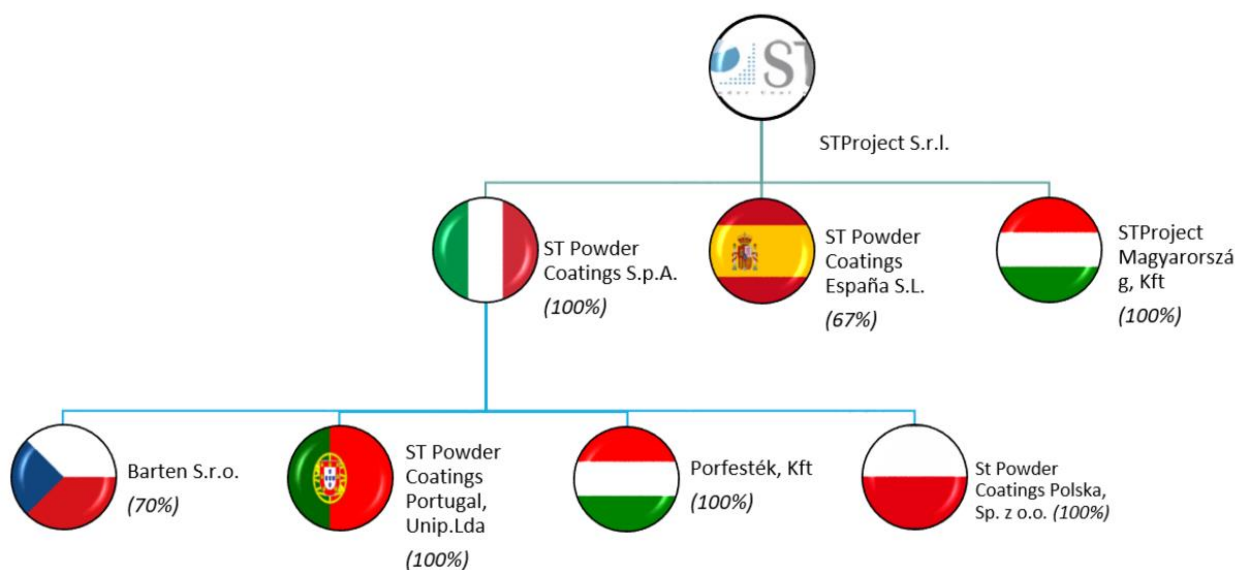 ST
STProject S.r.l.
ST Powder
Coatings S.p.A.
(100%)
ST Powder
Coatings
España S.L.
(67%)
STProject
Magyarorszá
g, Kft
(100%)
Barten S.r.o.
(70%)
ST Powder
Coatings
Portugal,
Unip.Lda
(100%)
Porfesték, Kft
(100%)
St Powder
Coatings Polska,
Sp. z o.o. (100%)